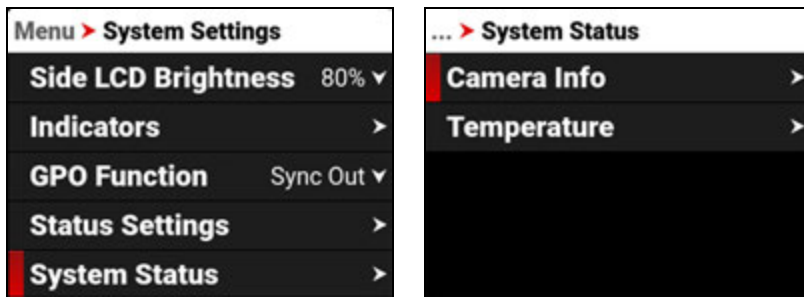 Menu > System Settings
Side LCD Brightness 80%
Indicators
GPO Function Sync Out
Status Settings
System Status
... > System Status
Camera Info
Temperature